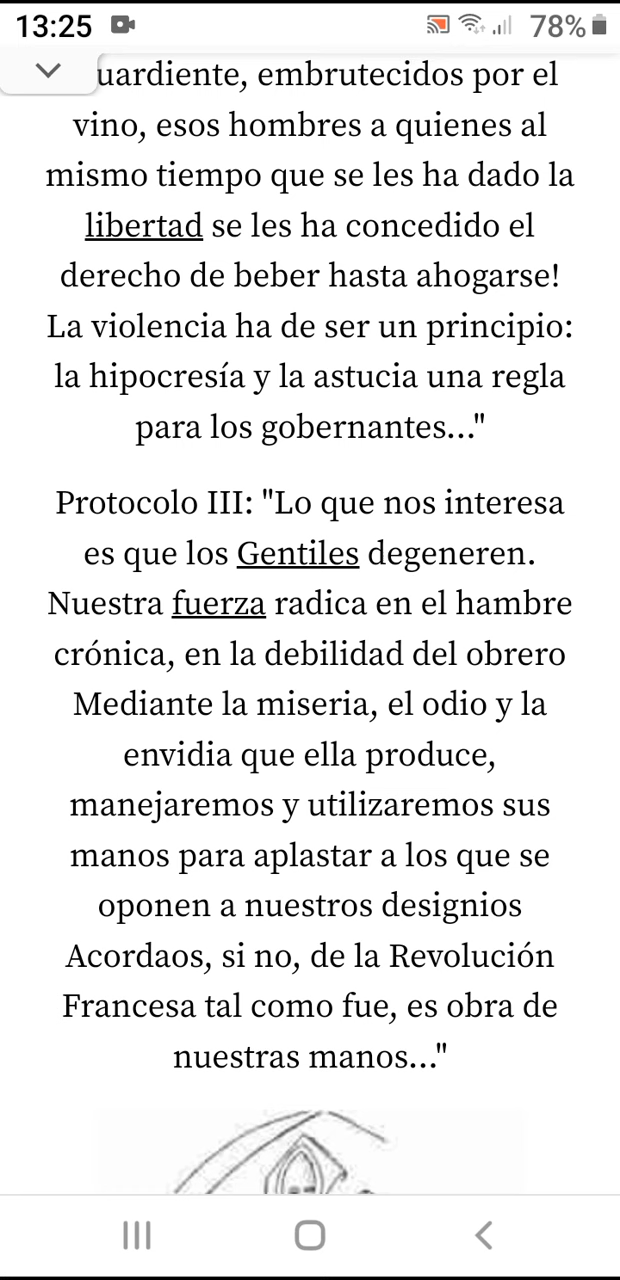 13:25
78%
uardiente, embrutecidos por el
vino, esos hombres a quienes al
mismo tiempo que se les ha dado la
libertad se les ha concedido el
derecho de beber hasta ahogarse!
La violencia ha de ser un principio:
la hipocresía y la astucia una regla
para los gobernantes..."
Protocolo III: "Lo que nos interesa
es que los Gentiles degeneren.
Nuestra fuerza radica en el hambre
crónica, en la debilidad del obrero
Mediante la miseria, el odio y la
envidia que ella produce,
manejaremos y utilizaremos sus
manos para aplastar a los que se
oponen a nuestros designios
Acordaos, si no, de la Revolución
Francesa tal como fue, es obra de
nuestras manos..."